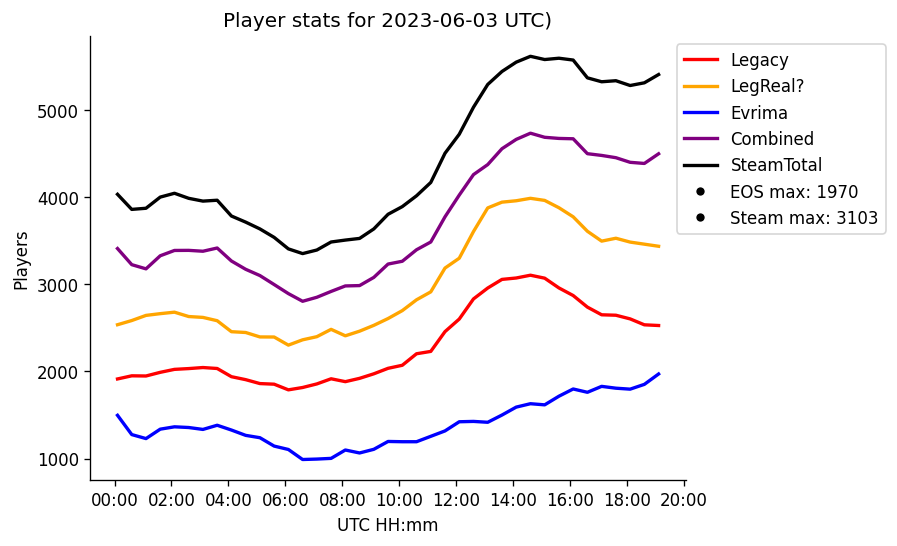 Player stats for 2023-06-03 UTC)
Players
5000
4000
3000
2000
1000
00:00 02:00 04:00 06:00 08:00 10:00 12:00 14:00 16:00 18:00 20:00
UTC HH:mm
Legacy
LegReal?
Evrima
Combined
SteamTotal
EOS max: 1970
Steam max: 3103